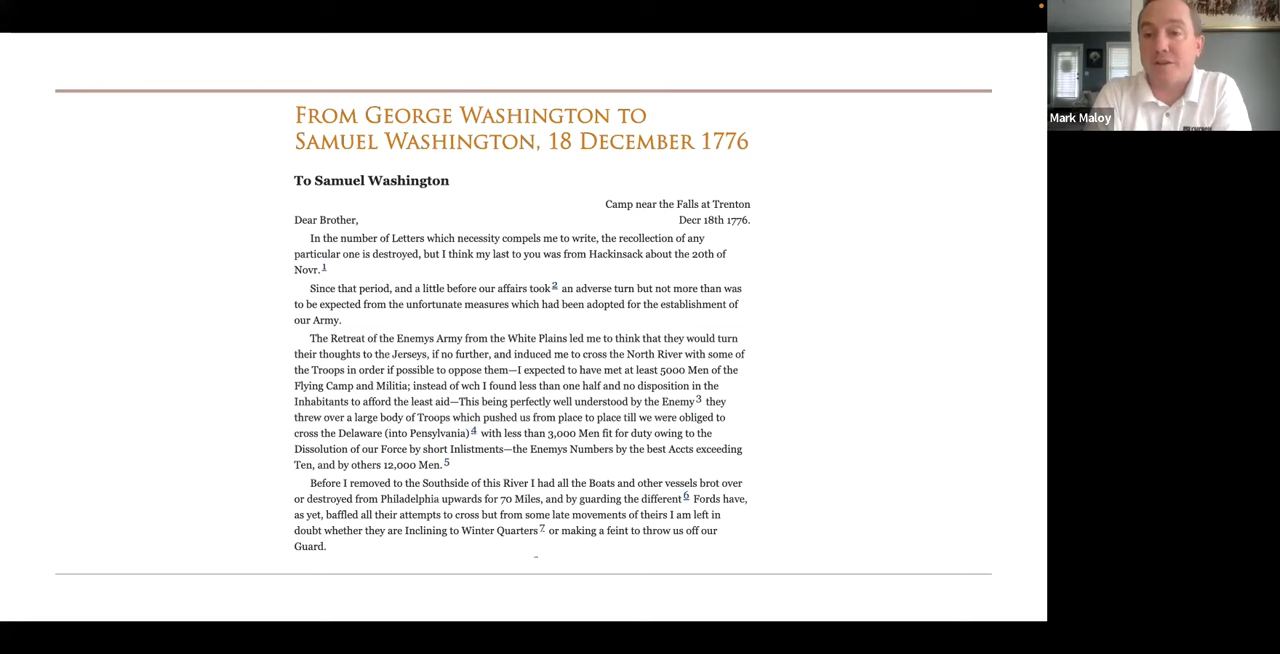 FROM GEORGE WASHINGTON TO
SAMUEL WASHINGTON, 18 DECEMBER 1776
To Samuel Washington
Camp near the Falls at Trenton
Dear Brother,
Decr 18th 1776.
In the number of Letters which necessity compels me to write, the recollection of any
particular one is destroyed, but I think my last to you was from Hackinsack about the 20th of
Novr.1
Since that period, and a little before our affairs took2 an adverse turn but not more than was
to be expected from the unfortunate measures which had been adopted for the establishment of
our Army.
The Retreat of the Enemys Army from the White Plains led me to think that they would turn
their thoughts to the Jerseys, if no further, and induced me to cross the North River with some of
the Troops in order if possible to oppose them—I expected to have met at least 5000 Men of the
Flying Camp and Militia; instead of wch I found less than one half and no disposition in the
Inhabitants to afford the least aid—This being perfectly well understood by the Enemy3 they
threw over a large body of Troops which pushed us from place to place till we were obliged to
cross the Delaware (into Pensylvania)4 with less than 3,000 Men fit for duty owing to the
Dissolution of our Force by short Inlistments—the Enemys Numbers by the best Accts exceeding
Ten, and by others 12,000 Men.5
Before I removed to the Southside of this River I had all the Boats and other vessels brot over
or destroyed from Philadelphia upwards for 70 Miles, and by guarding the different6 Fords have,
as yet, baffled all their attempts to cross but from some late movements of theirs I am left in
doubt whether they are Inclining to Winter Quarters7 or making a feint to throw us off our
Guard.
Mark Maloy